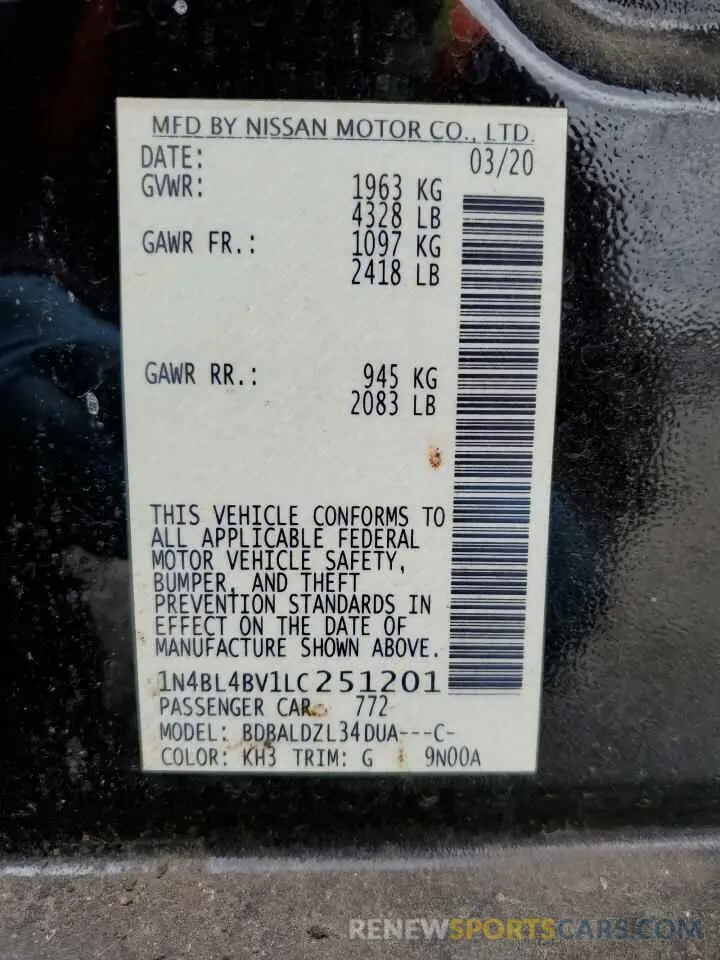 MFD BY NISSAN MOTOR CO., LTD.
DATE: 03/20
GVWR: 1963 KG
4328 LB
GAWR FR.: 1097 KG
2418 LB
GAWR RR.: 945 KG
2083 LB
THIS VEHICLE CONFORMS TO
ALL APPLICABLE FEDERAL
MOTOR VEHICLE SAFETY,
BUMPER, AND THEFT
PREVENTION STANDARDS IN
EFFECT ON THE DATE OF
MANUFACTURE SHOWN ABOVE.
1N4BL4BV1LC251201
PASSENGER CAR 772
MODEL: BDBALDZL34DUA---C-
COLOR: KH3 TRIM: G 9N00A
RENEWSPORTSCARS.COM